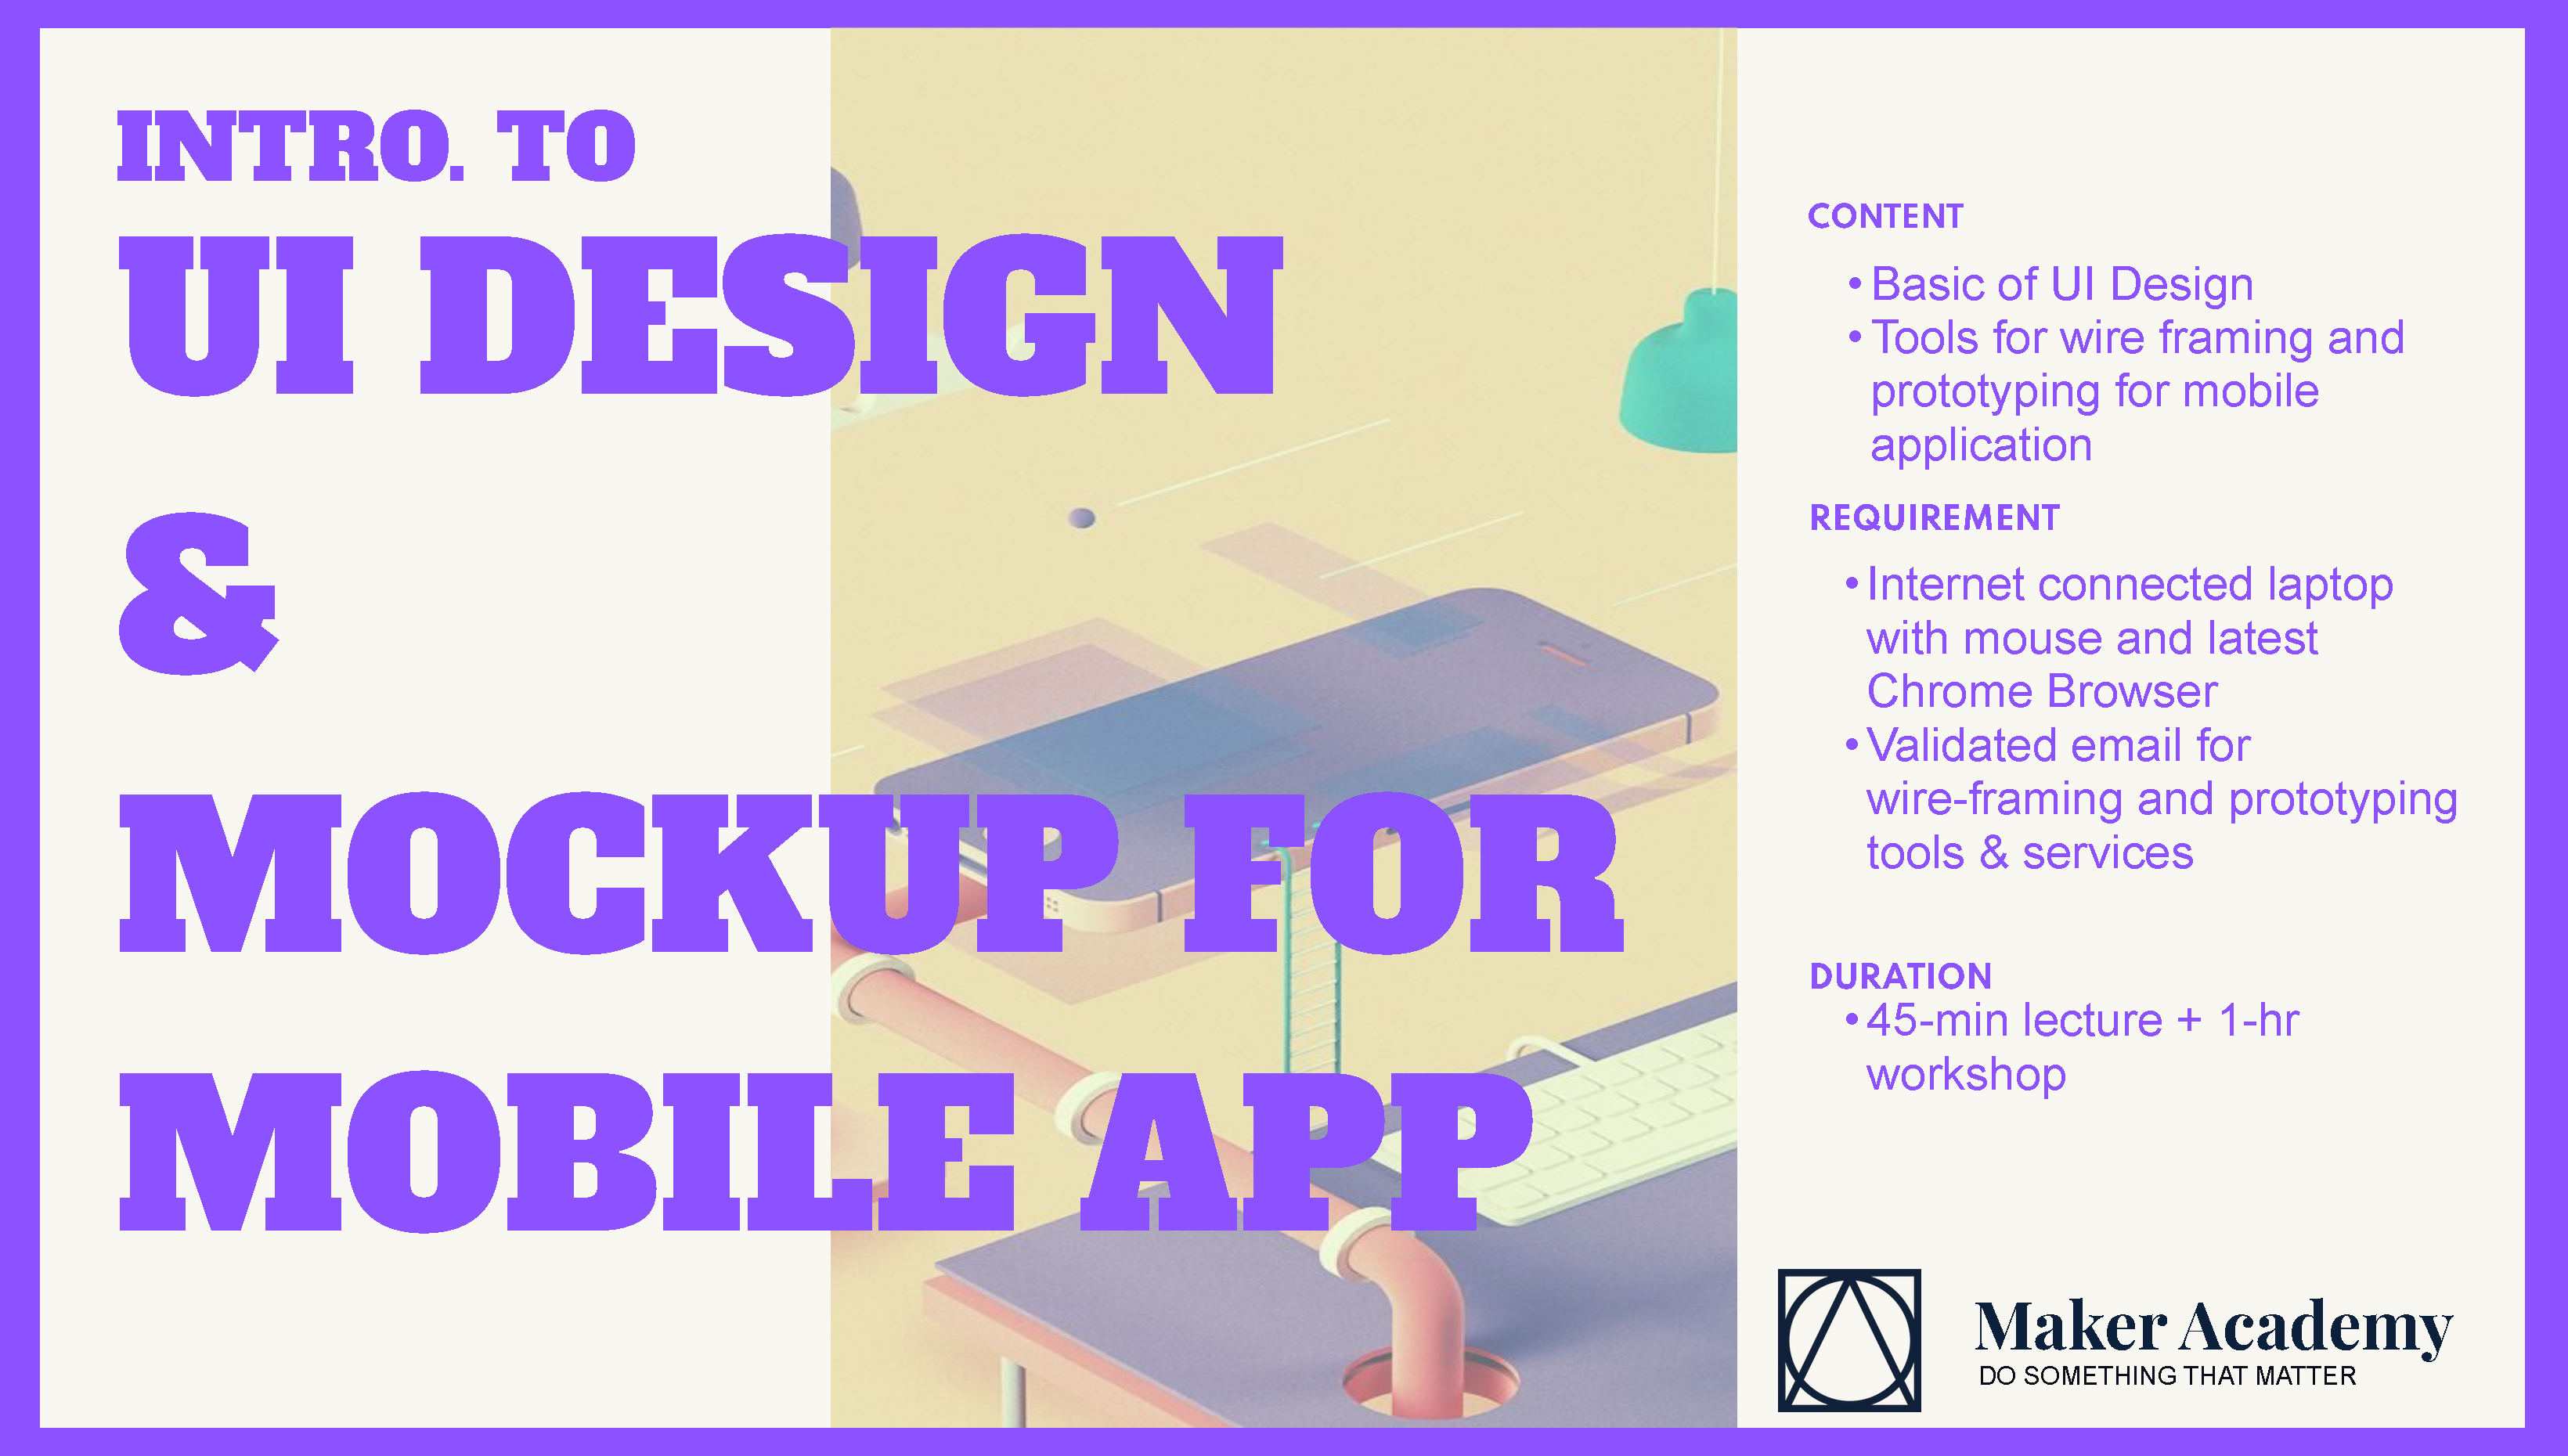 INTRO. TO
UI DESIGN
&
MOCKUP FOR
MOBILE APP
CONTENT
• Basic of UI Design
• Tools for wire framing and
prototyping for mobile
application
REQUIREMENT
• Internet connected laptop
with mouse and latest
Chrome Browser
• Validated email for
wire-framing and prototyping
tools & services
DURATION
• 45-min lecture + 1-hr
workshop
Maker Academy
DO SOMETHING THAT MATTER